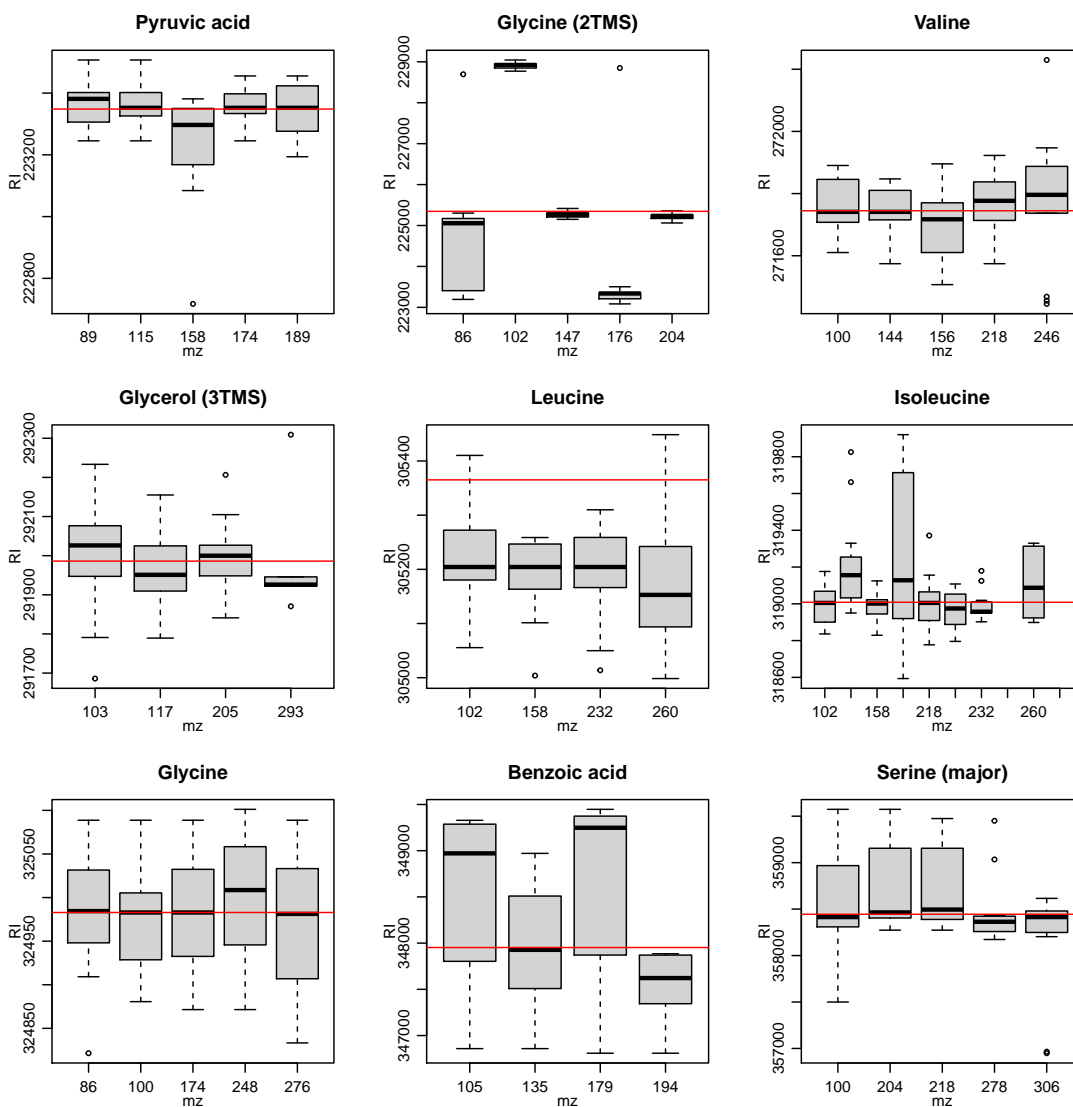 Pyruvic acid
RI
223200
222800
89 115 158 174 189
mz
Glycine (2TMS)
RI
229000
227000
225000
223000
86 102 147 176 204
mz
Valine
RI
272000
271600
100 144 156 218 246
mz
Glycerol (3TMS)
RI
292300
292100
291900
291700
103 117 205 293
mz
Leucine
RI
305400
305200
305000
102 158 232 260
mz
Isoleucine
RI
319800
319400
319000
318600
102 158 218 232 260
mz
Glycine
RI
325050
324950
324850
86 100 174 248 276
mz
Benzoic acid
RI
349000
348000
347000
105 135 179 194
mz
Serine (major)
RI
359000
358000
357000
100 204 218 278 306
mz